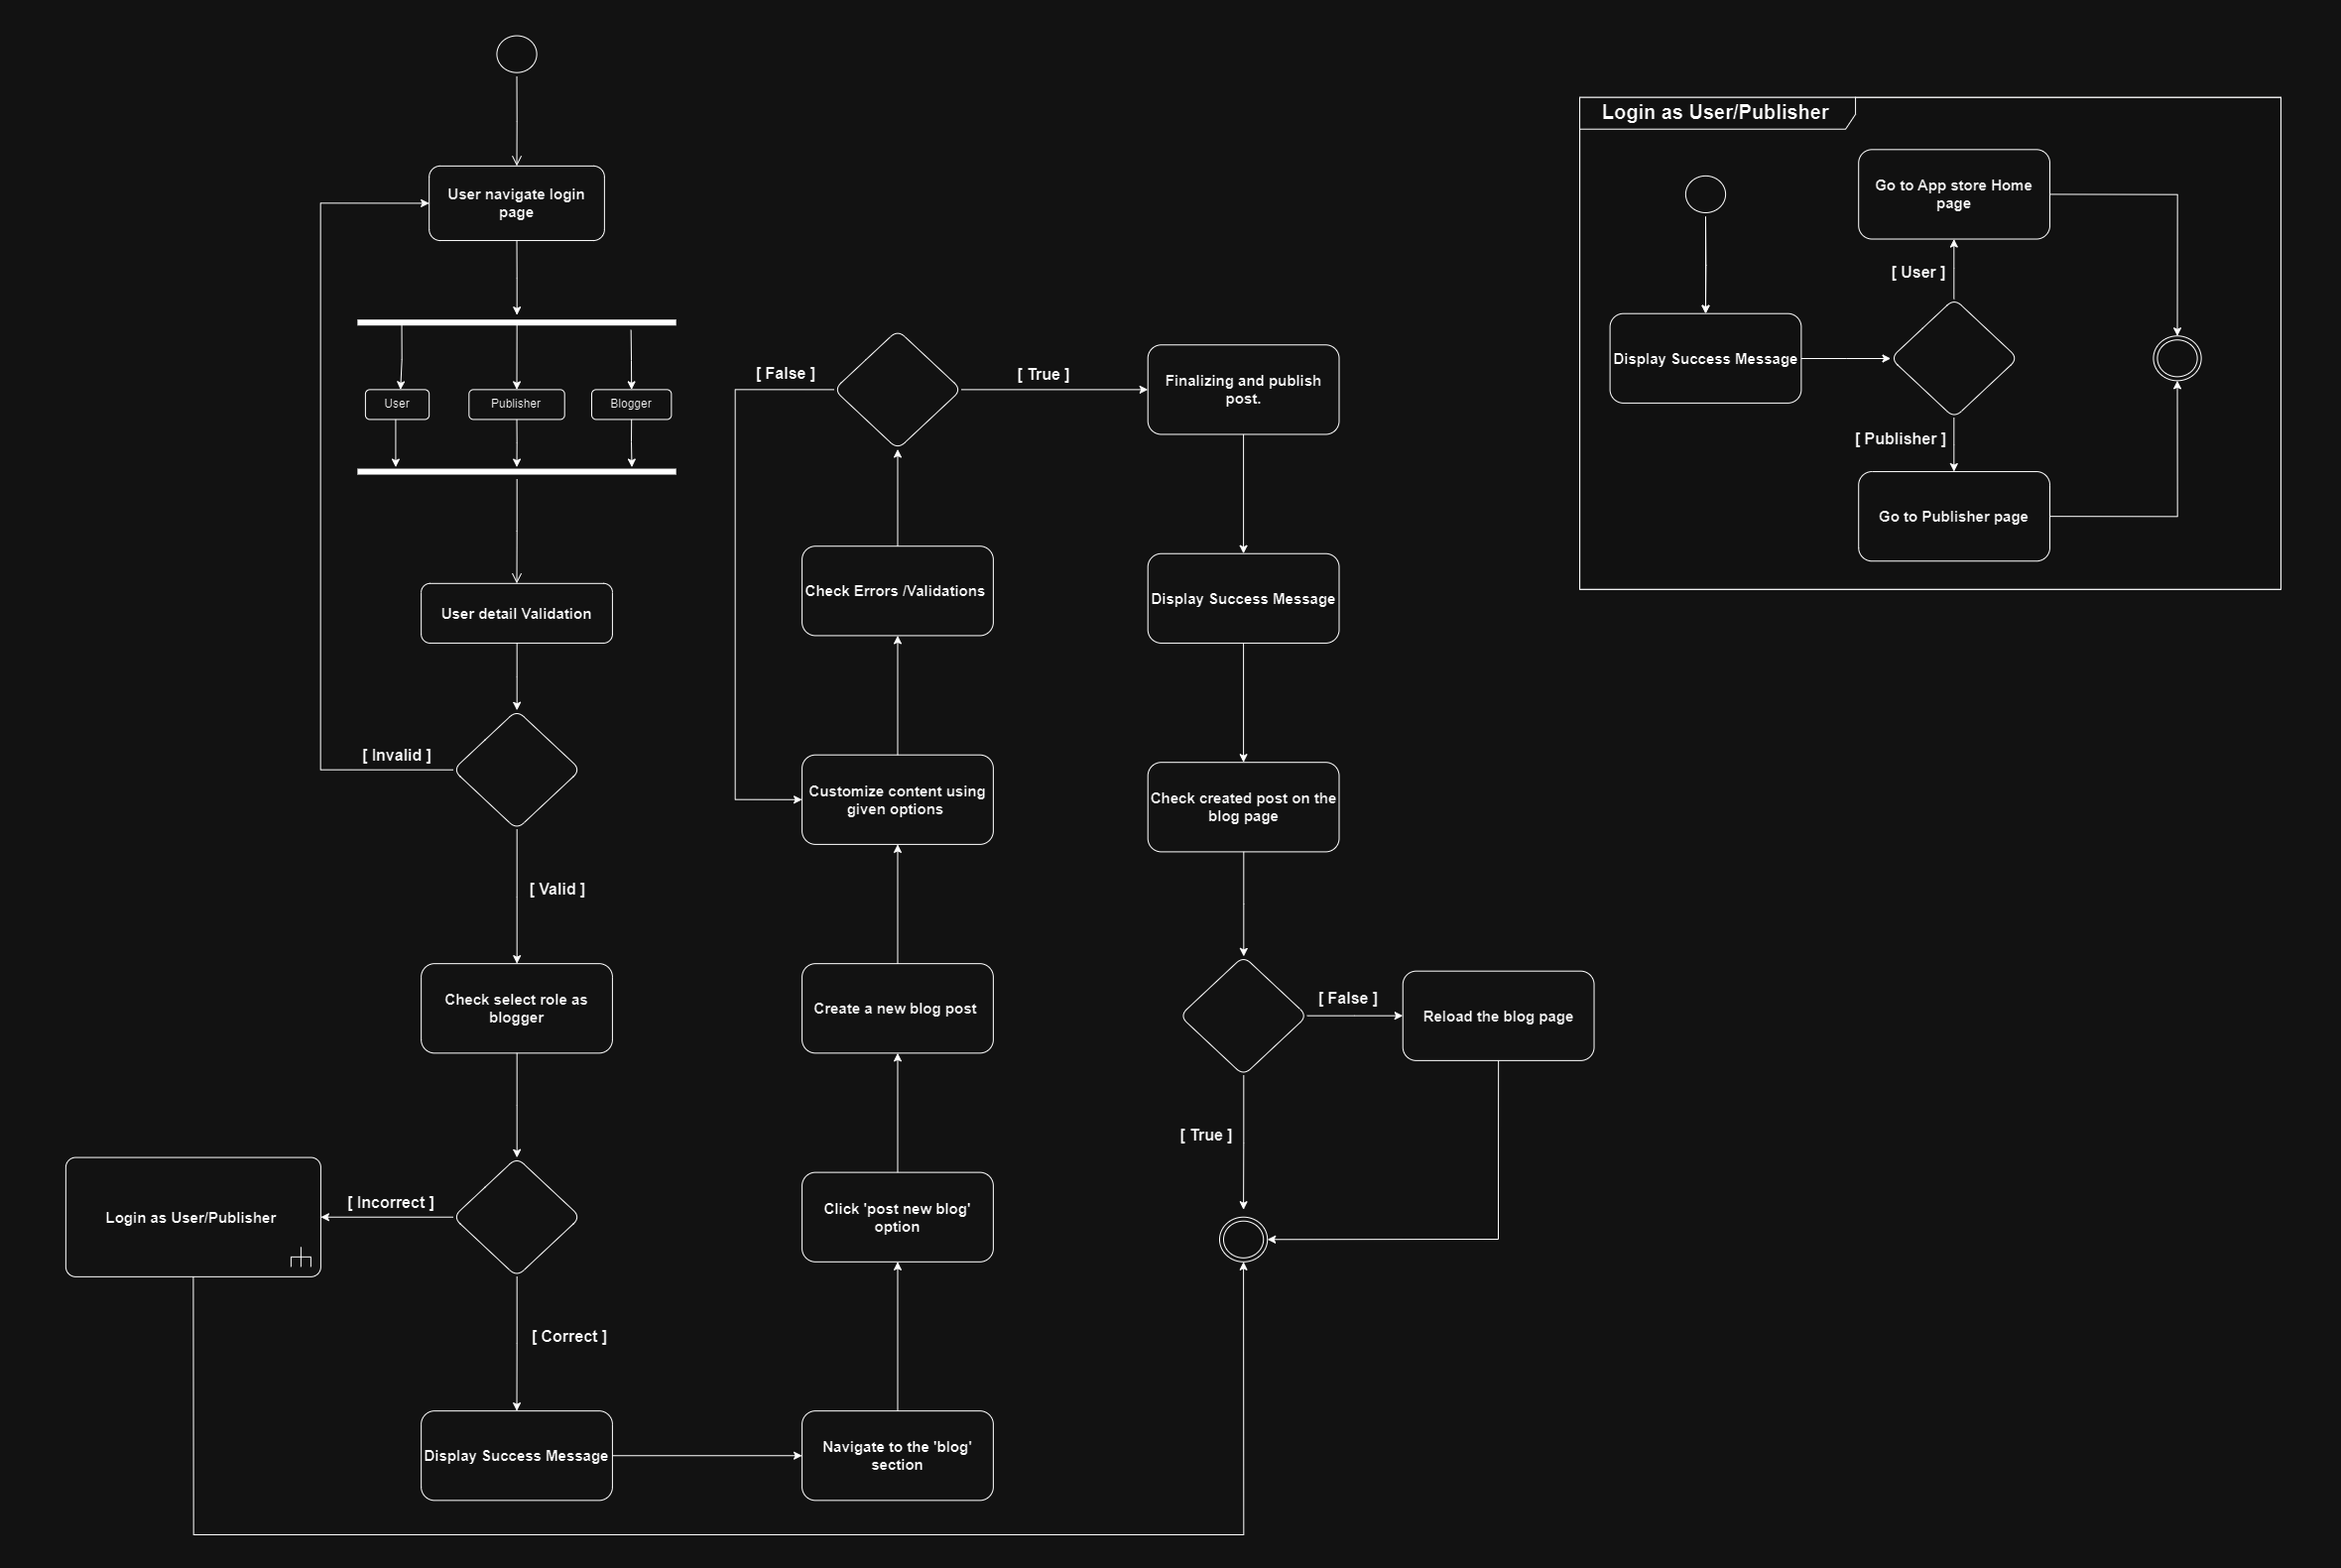 User navigate login
page
User
Publisher
Blogger
User detail Validation
[ Invalid ]
[ Valid ]
Check select role as
blogger
[ Incorrect ]
Login as User/Publisher
[ Correct ]
Display Success Message
Navigate to the 'blog'
section
Click 'post new blog'
option
Create a new blog post
Customize content using
given options
Check Errors /Validations
[ False ]
[ True ]
Finalizing and publish
post.
Display Success Message
Check created post on the
blog page
[ False ]
Reload the blog page
[ True ]
Login as User/Publisher
Display Success Message
[ User ]
Go to App store Home
page
[ Publisher ]
Go to Publisher page